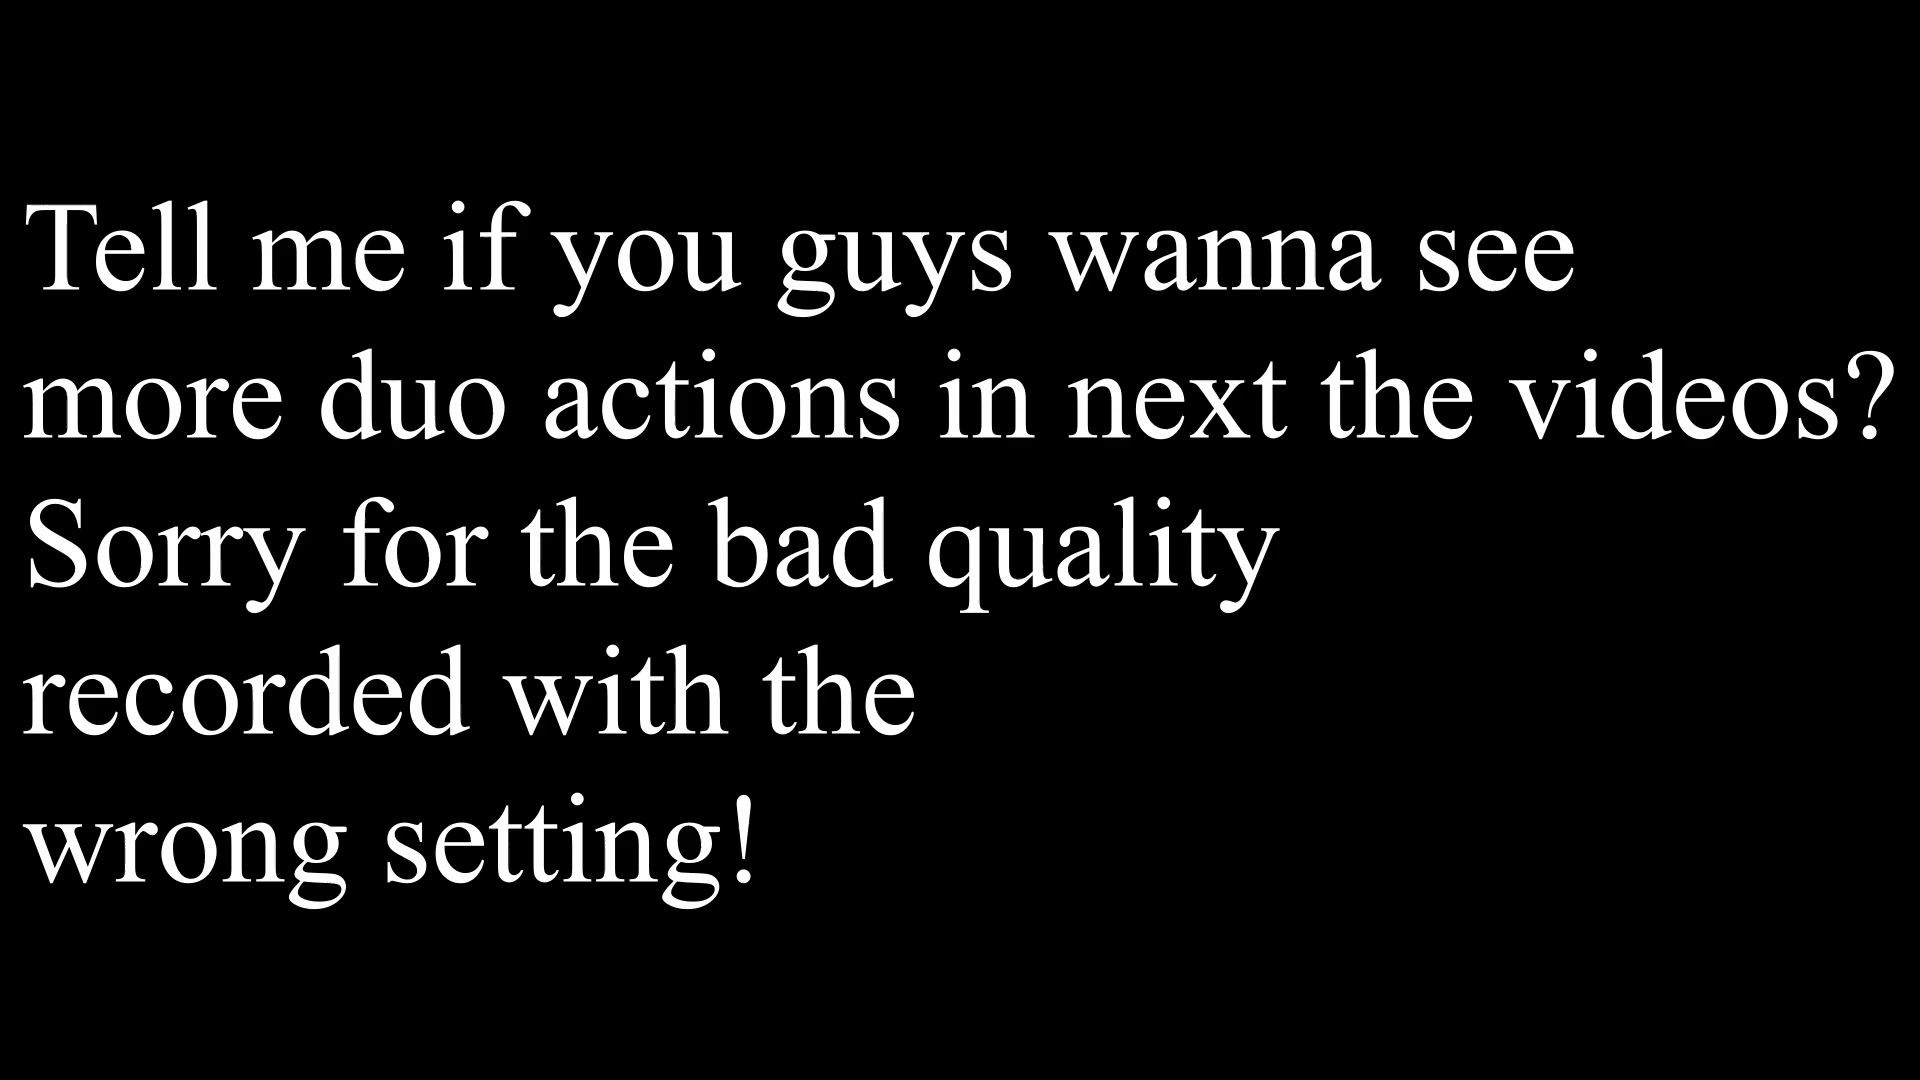 Tell me if you guys wanna see
more duo actions in next the videos?
Sorry for the bad quality
recorded with the
wrong setting!